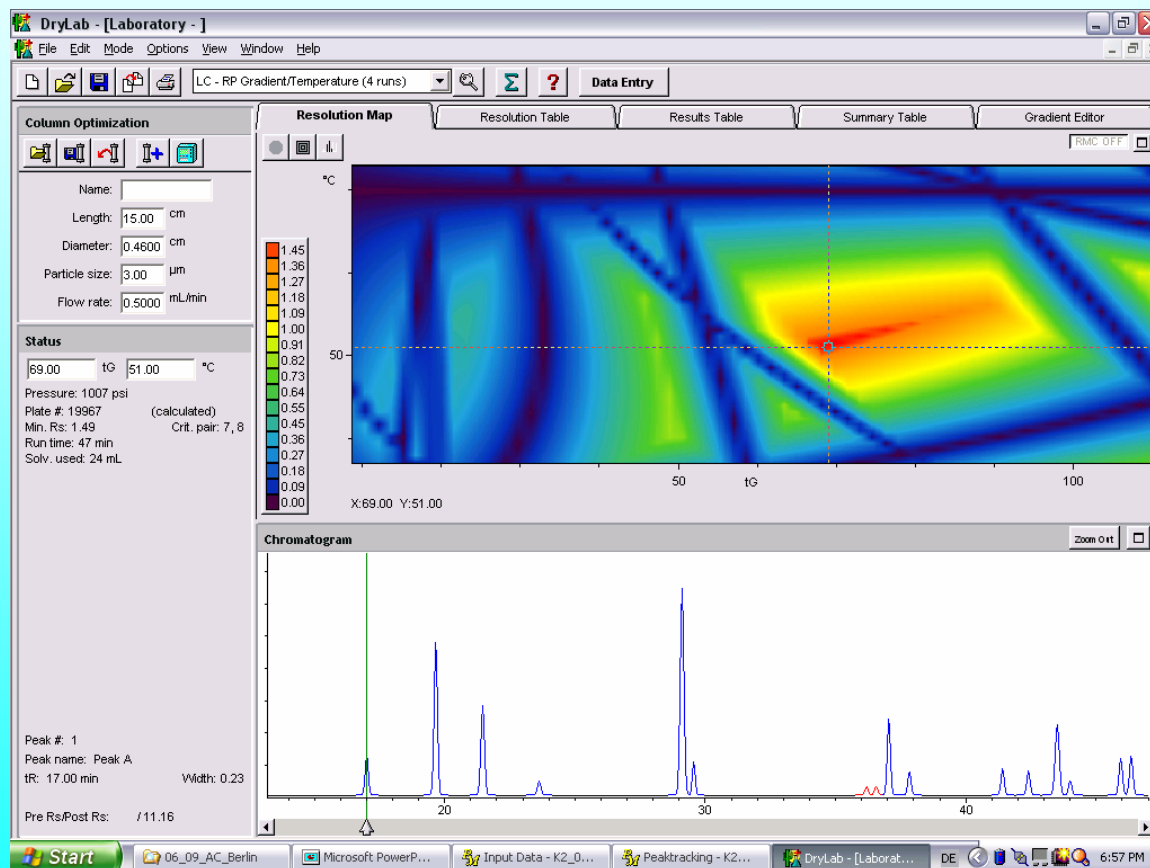 DryLab - [Laboratory - ]
File Edit Mode Options View Window Help
LC - RP Gradient/Temperature (4 runs)
Σ
?
Data Entry
Column Optimization
Name:
Length: 15.00 cm
Diameter: 0.4600 cm
Particle size: 3.00 µm
Flow rate: 0.5000 mL/min
Status
69.00 tG 51.00 °C
Pressure: 1007 psi
Plate #: 19967 (calculated)
Min. Rs: 1.49 Crit. pair: 7, 8
Run time: 47 min
Solv. used: 24 mL
Peak #: 1
Peak name: Peak A
tR: 17.00 min Width: 0.23
Pre Rs/Post Rs: / 11.16
Resolution Map Resolution Table Results Table Summary Table Gradient Editor
RMC OFF
°C
1.45
1.36
1.27
1.18
1.09
1.00
0.91
0.82
0.73
0.64
0.55
0.45
0.36
0.27
0.18
0.09
0.00
50
50 tG 100
X:69.00 Y:51.00
Chromatogram
Zoom Out
20 30 40
Start 06_09_AC_Berlin Microsoft PowerP... Input Data - K2_0... Peaktracking - K2... DryLab - [Laborat... DE 6:57 PM